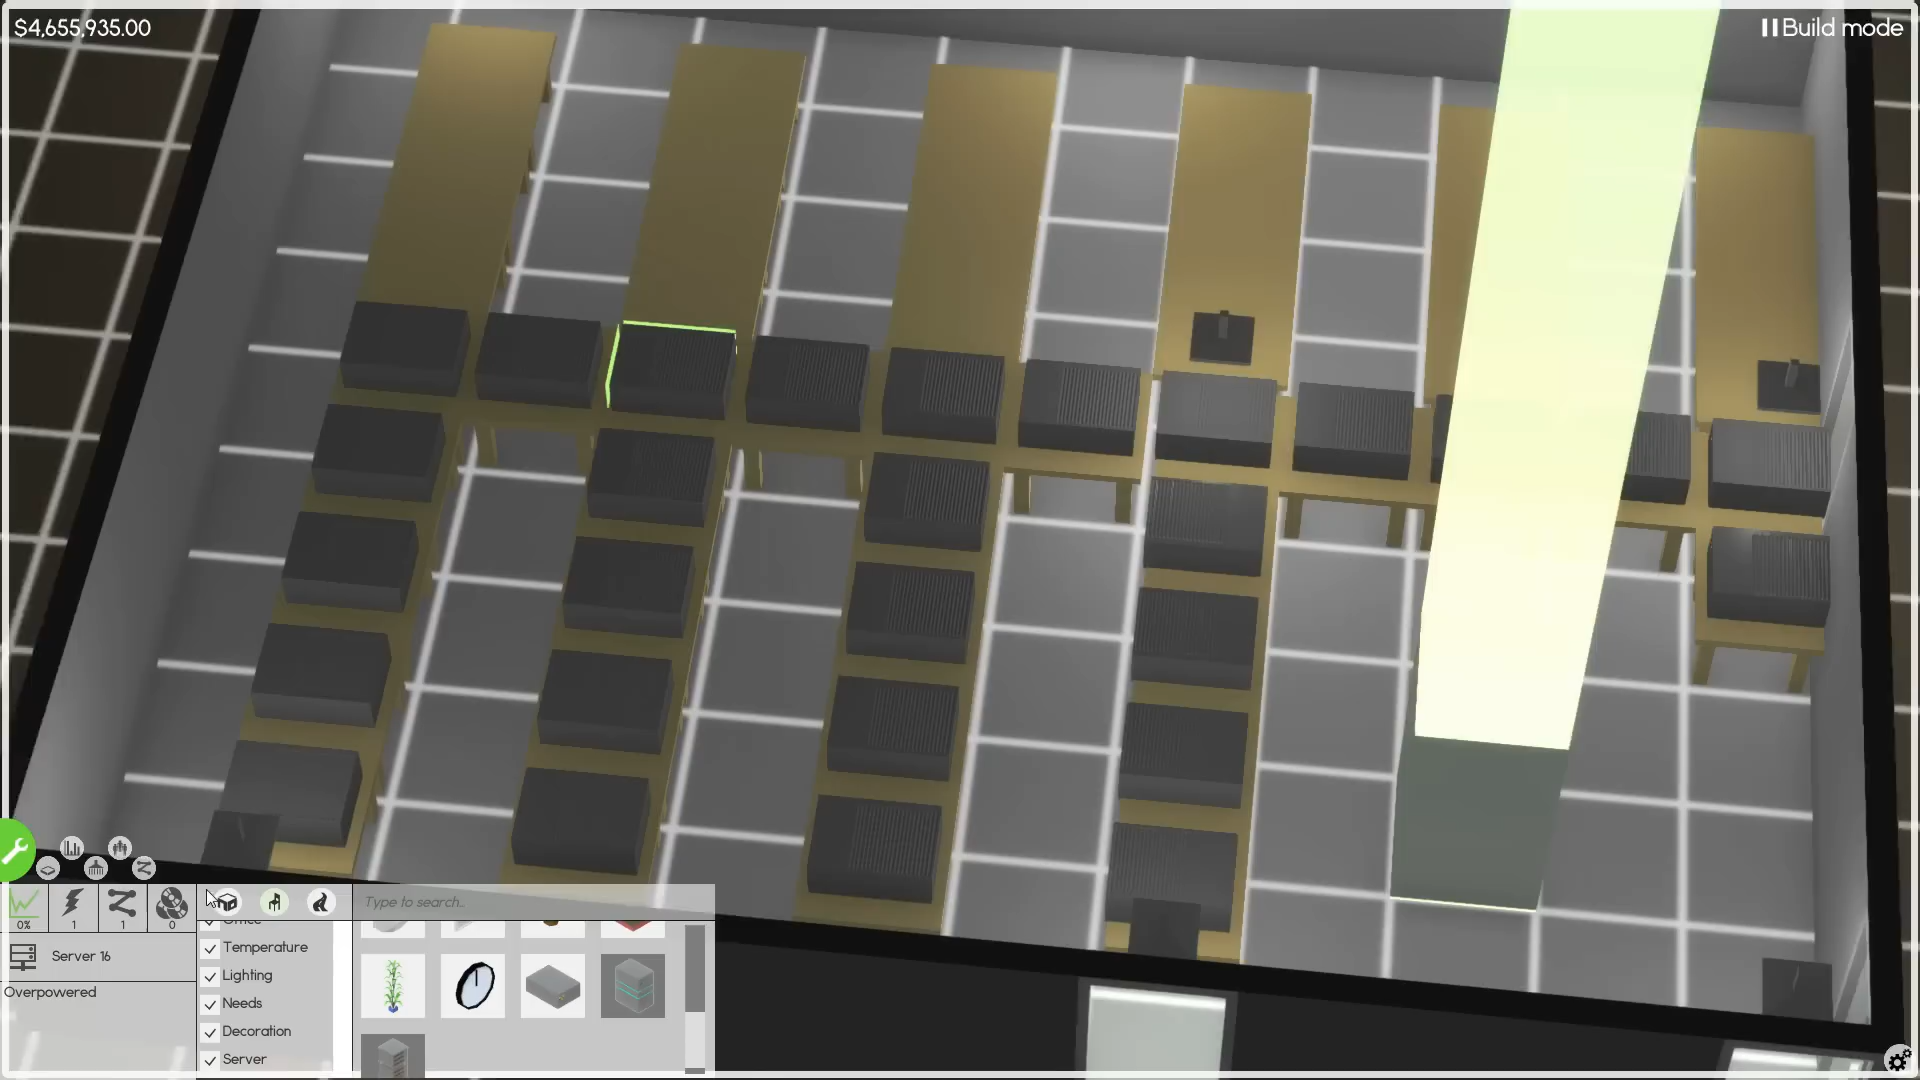 $4,655,935.00
Build mode
0%
1
1
0
Type to search..
Office
Server 16
Temperature
Overpowered
Lighting
Needs
Decoration
Server